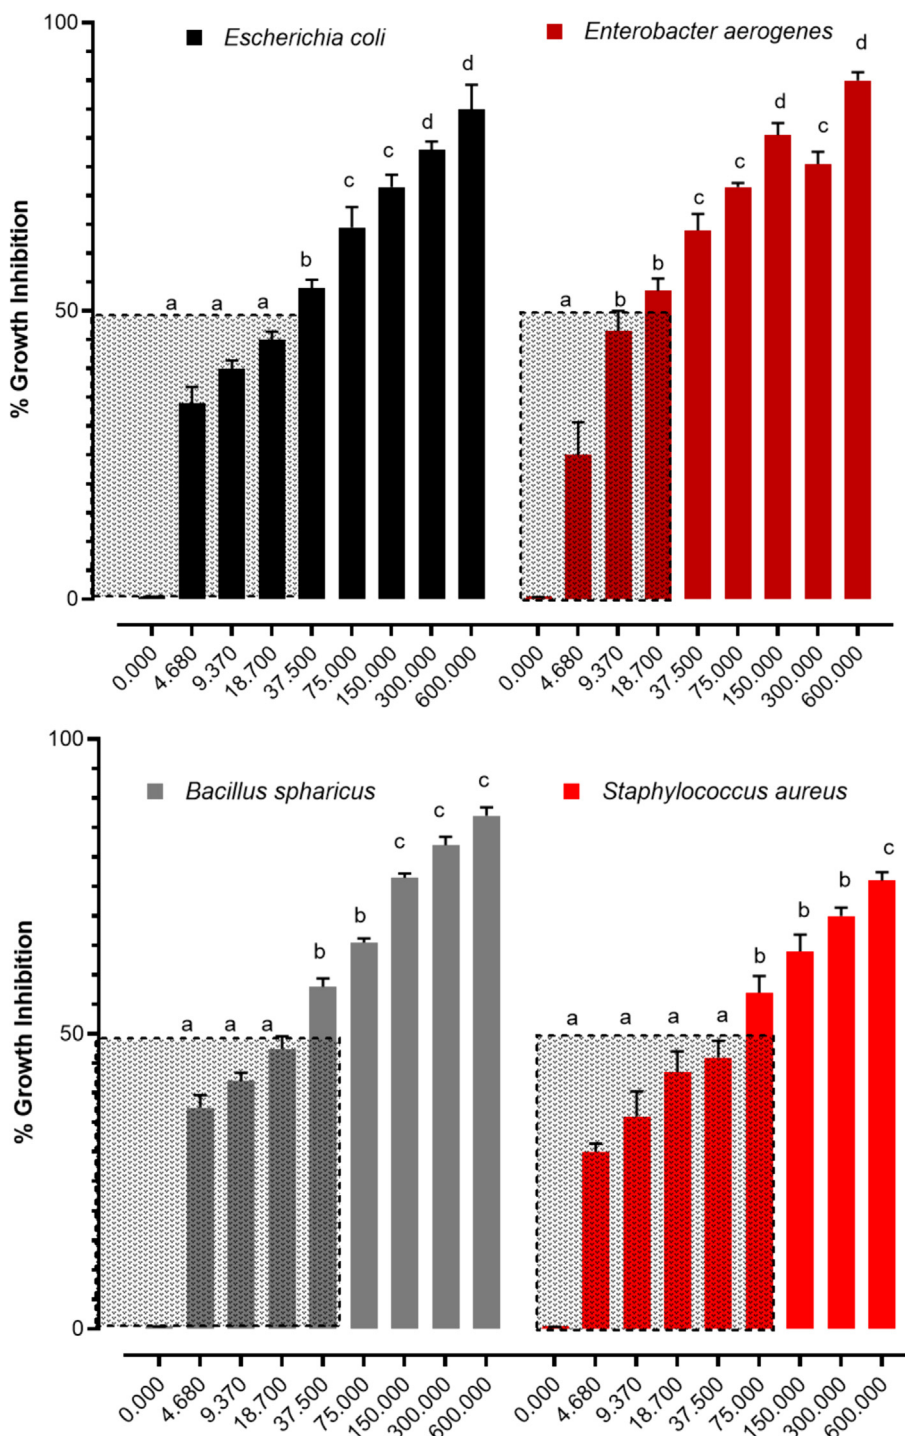 100
Escherichia coli
Enterobacter aerogenes
d
d
d
d
c
c
c
c
c
c
b
b
b
a
a
a
a
50
0
% Growth Inhibition
0.000
4.680
9.370
18.700
37.500
75.000
150.000
300.000
600.000
0.000
4.680
9.370
18.700
37.500
75.000
150.000
300.000
600.000
100
Bacillus spharicus
Staphylococcus aureus
c
c
c
c
b
b
b
b
b
a
a
a
a
a
a
a
50
0
% Growth Inhibition
0.000
4.680
9.370
18.700
37.500
75.000
150.000
300.000
600.000
0.000
4.680
9.370
18.700
37.500
75.000
150.000
300.000
600.000